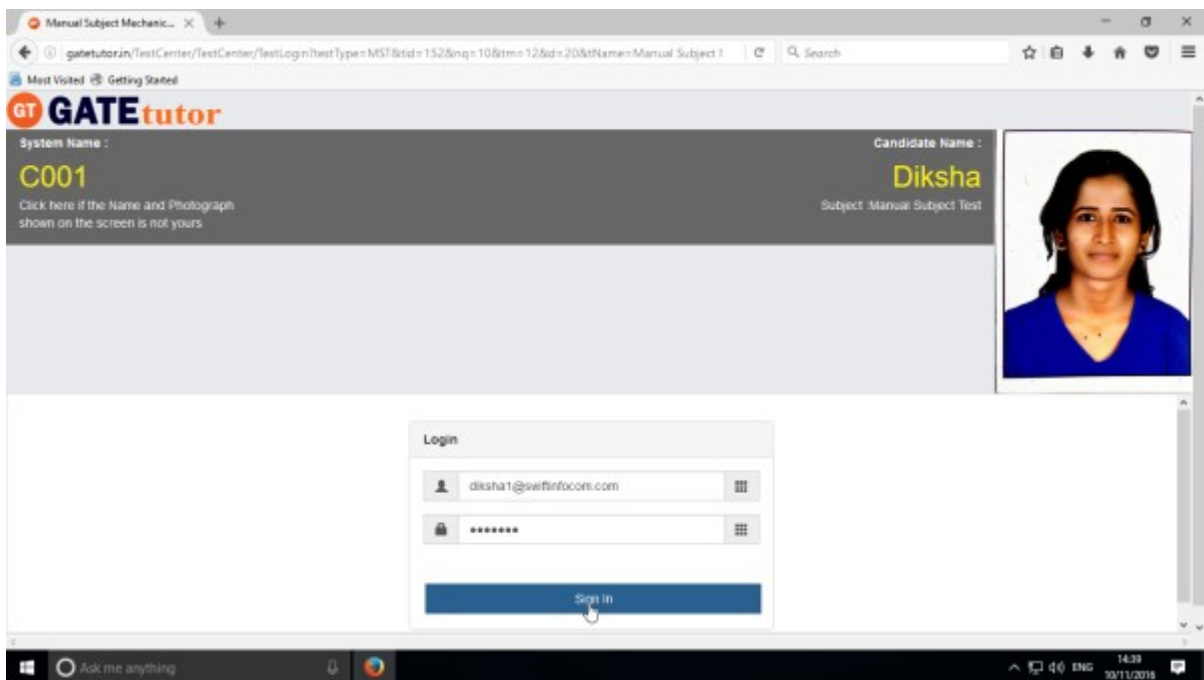 Manual Subject Mechanic...
gatetutor.in/TestCenter/TestCenter/TestLogin?testType=MST&tid=152&nq=10&tm=12&d=20&tName=Manual Subject
Search
Most Visited Getting Started
GT GATEtutor
System Name :
Candidate Name :
C001
Diksha
Click here if the Name and Photograph
shown on the screen is not yours
Subject :Manual Subject Test
Login
diksha1@swiftinfocom.com
•••••••
Sign In
Ask me anything
ENG
14:39
10/11/2016